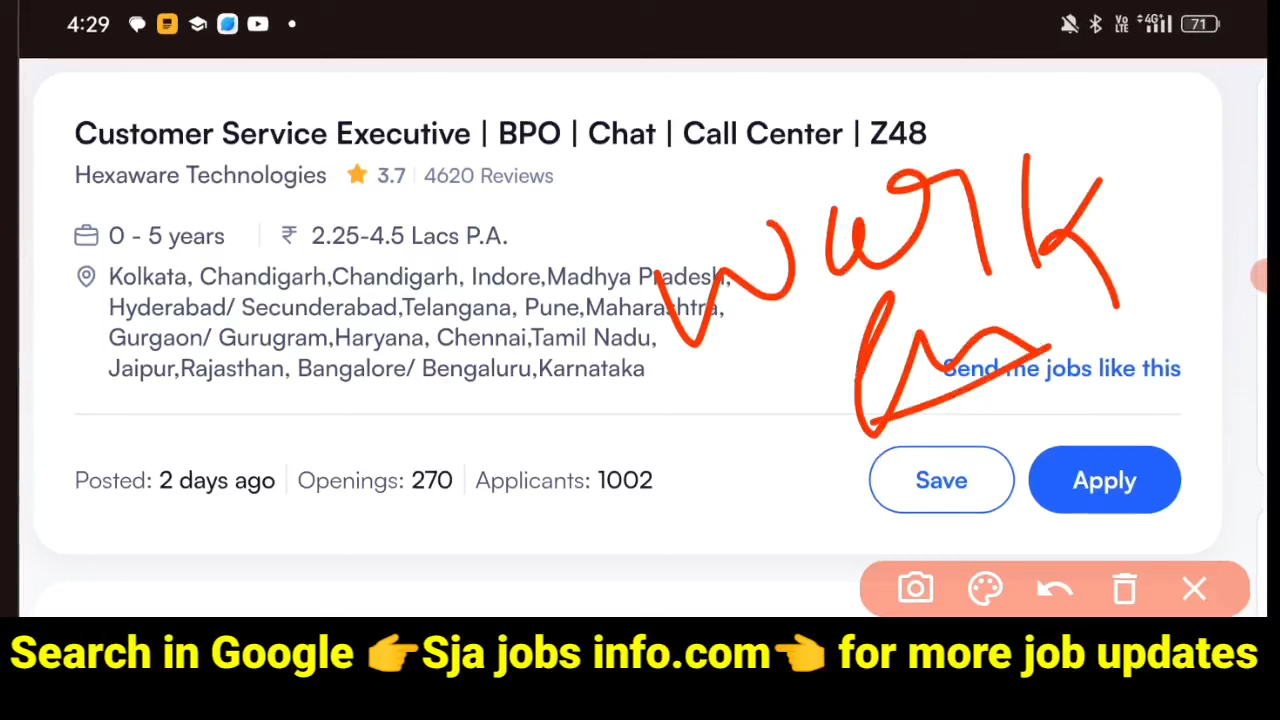 4:29 Vo LTE 4G+ 71
Customer Service Executive | BPO | Chat | Call Center | Z48
Hexaware Technologies 3.7 4620 Reviews
0 - 5 years ₹ 2.25-4.5 Lacs P.A.
Kolkata, Chandigarh,Chandigarh, Indore,Madhya Pradesh,
Hyderabad/ Secunderabad,Telangana, Pune,Maharashtra,
Gurgaon/ Gurugram,Haryana, Chennai,Tamil Nadu,
Jaipur,Rajasthan, Bangalore/ Bengaluru,Karnataka
work
Send me jobs like this
Posted: 2 days ago Openings: 270 Applicants: 1002 Save Apply
Search in Google 👉Sja jobs info.com👈 for more job updates